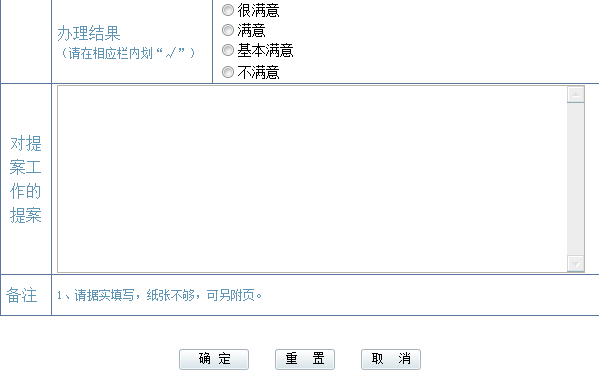 很满意
办理结果
满意
（请在相应栏内划“√”）
基本满意
不满意
对提
案工
作的
提案
备注
1、请据实填写，纸张不够，可另附页。
确 定
重 置
取 消